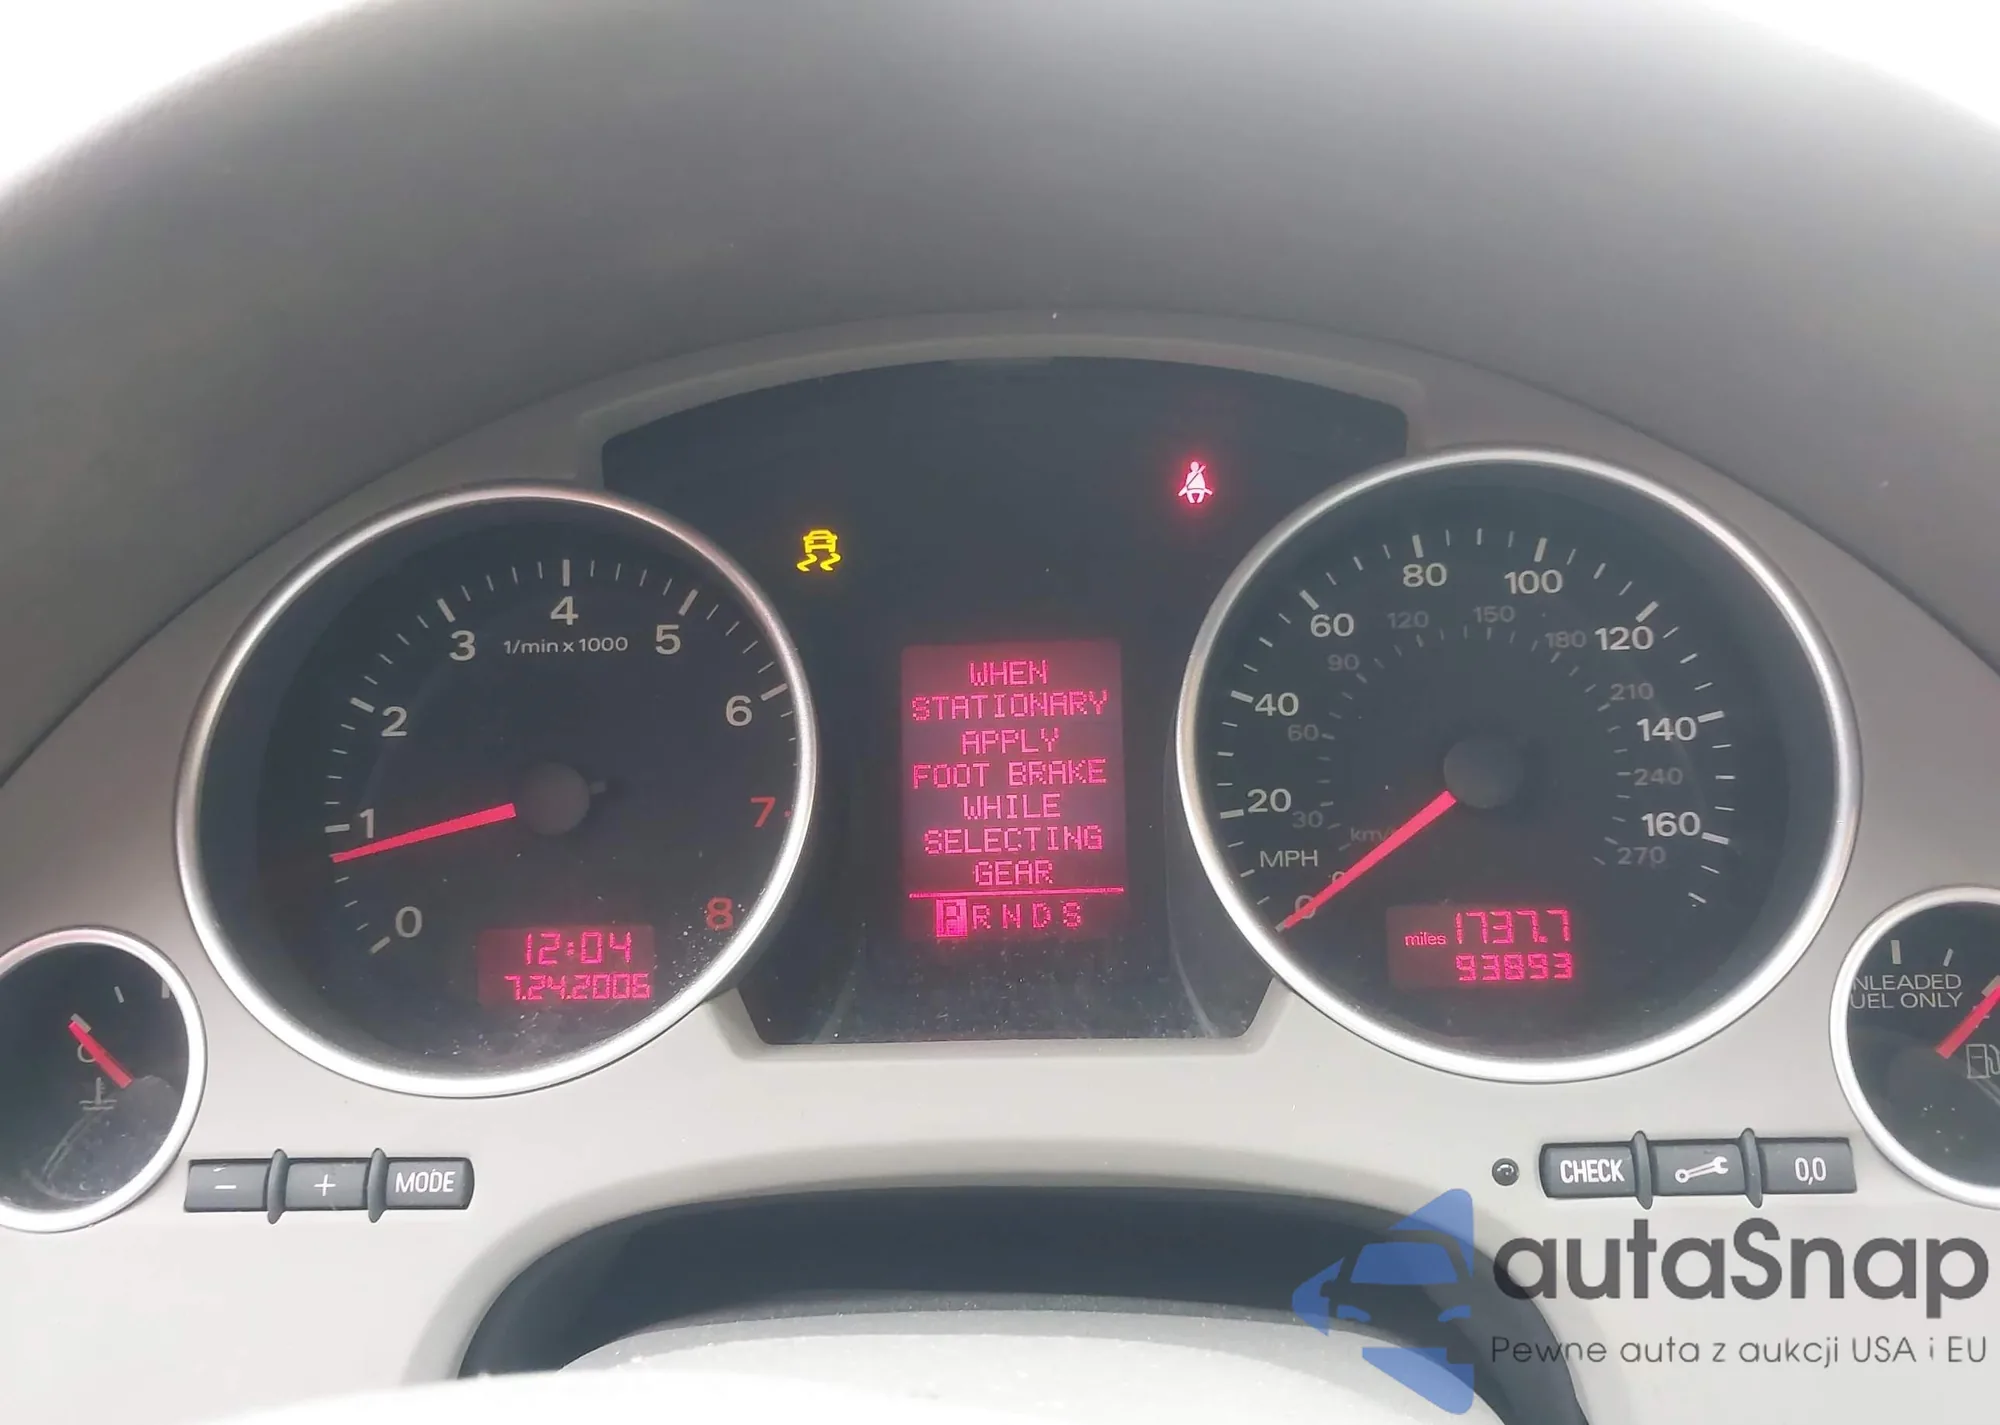 0
1
2
3
4
5
6
7
8
1/min x 1000
12:04
7.24.2006
WHEN
STATIONARY
APPLY
FOOT BRAKE
WHILE
SELECTING
GEAR
P R N D S
0
20
40
60
80
100
120
140
160
MPH
30
60
90
120
150
180
210
240
270
km/h
miles 1737.7
93893
C
UNLEADED
FUEL ONLY
- + MODE
CHECK 0,0
autaSnap
Pewne auta z aukcji USA i EU